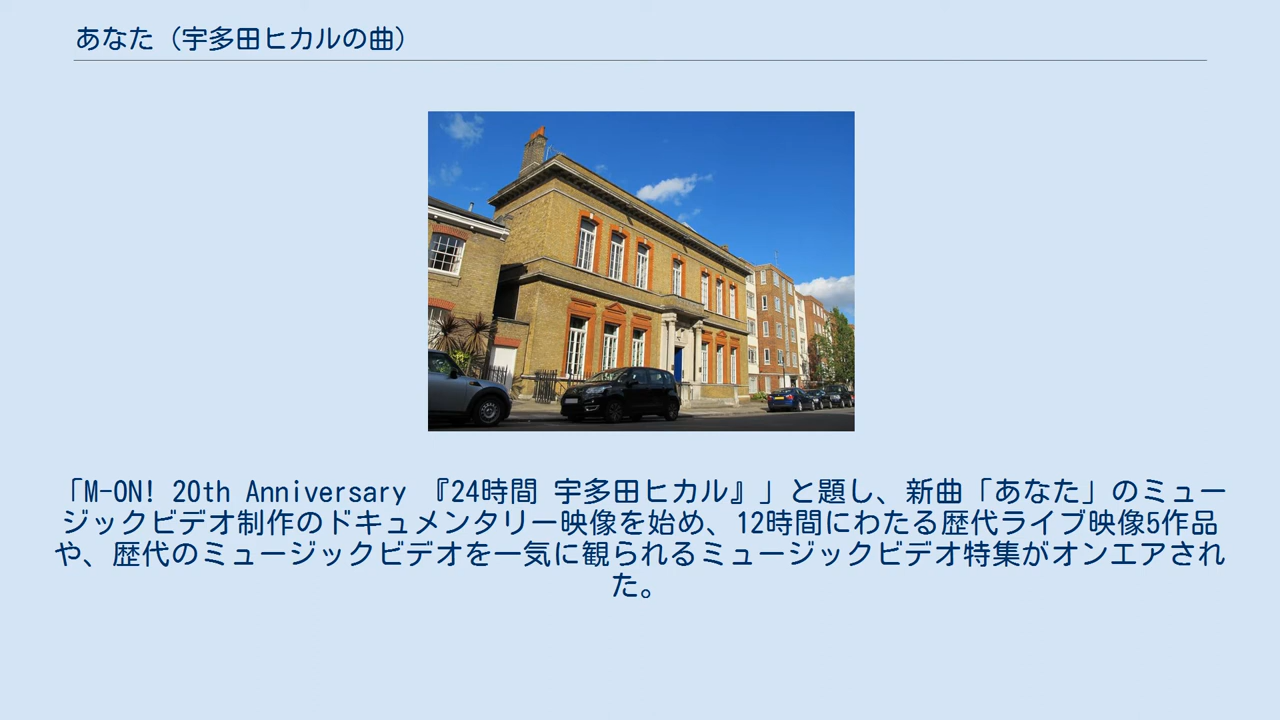 あなた（宇多田ヒカルの曲）
「M-ON! 20th Anniversary 『24時間 宇多田ヒカル』」と題し、新曲「あなた」のミュー
ジックビデオ制作のドキュメンタリー映像を始め、12時間にわたる歴代ライブ映像5作品
や、歴代のミュージックビデオを一気に観られるミュージックビデオ特集がオンエアされ
た。